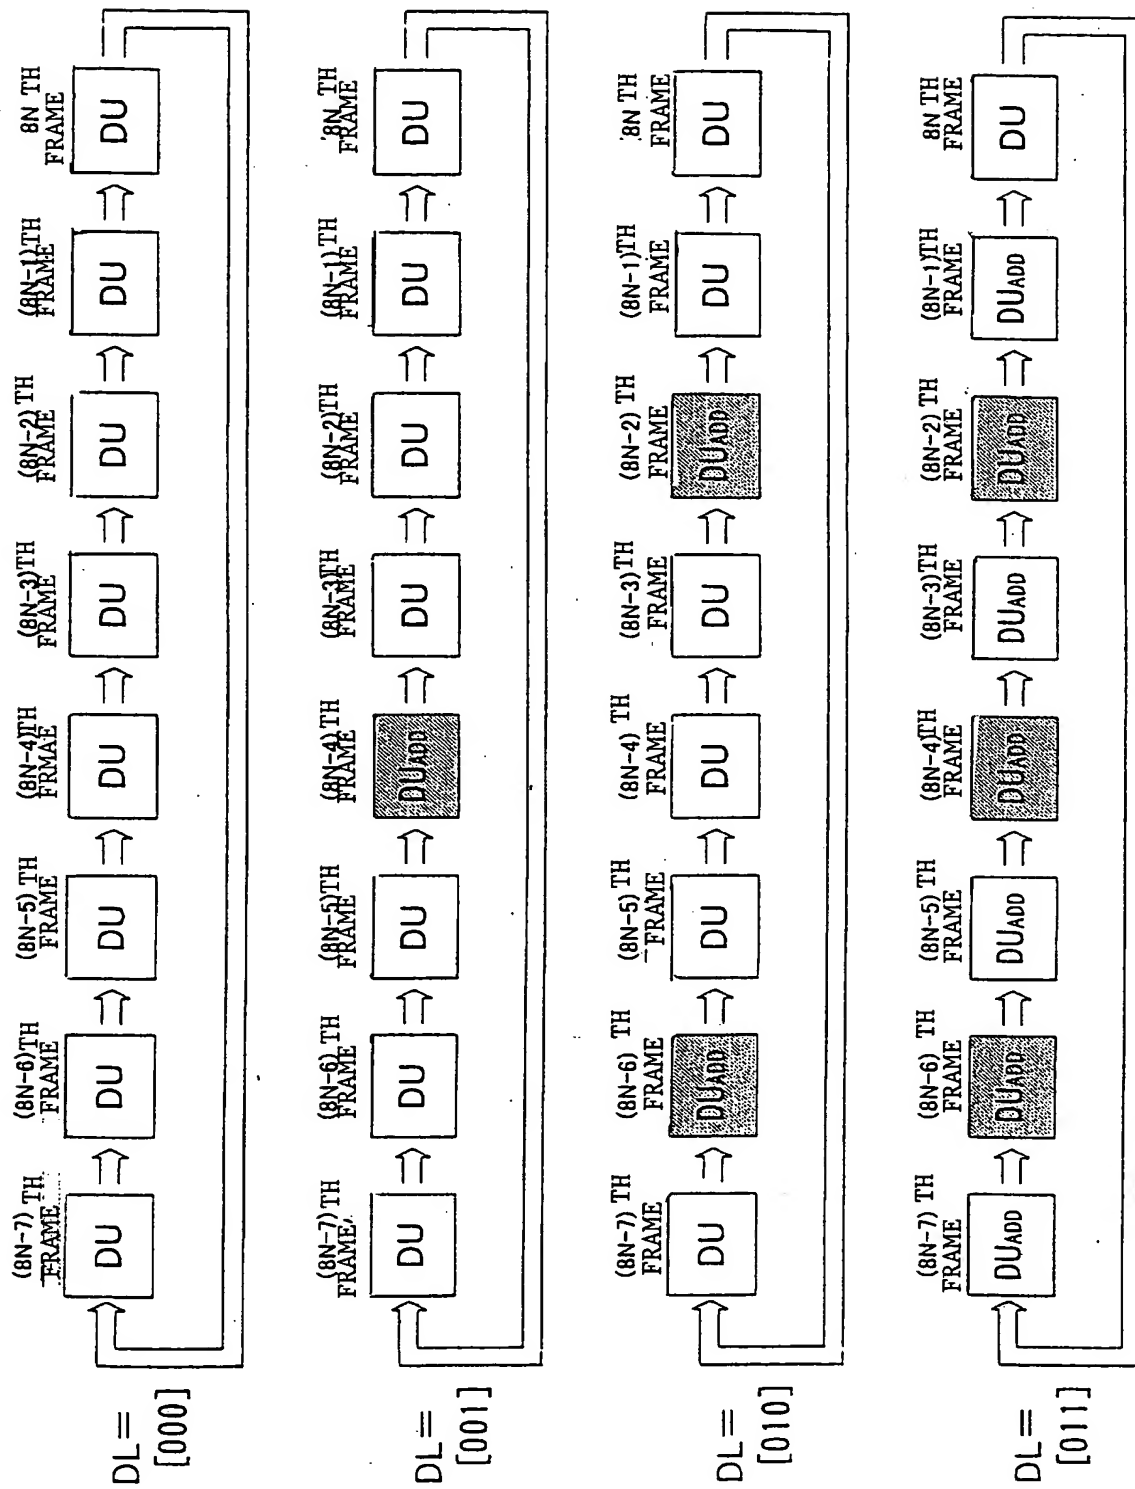 (8N-7)TH (8N-6)TH (8N-5)TH (8N-4)TH (8N-3)TH (8N-2)TH (8N-1)TH 8N TH
FRAME FRAME FRAME FRMAE FRAME FRAME FRAME FRAME
DL=
[000]
DU DU DU DU DU DU DU DU
(8N-7)TH (8N-6)TH (8N-5)TH (8N-4)TH (8N-3)TH (8N-2)TH (8N-1)TH 8N TH
FRAME FRAME FRAME FRAME FRAME FRAME FRAME FRAME
DL=
[001]
DU DU DU DUADD DU DU DU DU
(8N-7)TH (8N-6)TH (8N-5)TH (8N-4)TH (8N-3)TH (8N-2)TH (8N-1)TH 8N TH
FRAME FRAME FRAME FRAME FRAME FRAME FRAME FRAME
DL=
[010]
DU DUADD DU DU DU DUADD DU DU
(8N-7)TH (8N-6)TH (8N-5)TH (8N-4)TH (8N-3)TH (8N-2)TH (8N-1)TH 8N TH
FRAME FRAME FRAME FRAME FRAME FRAME FRAME FRAME
DL=
[011]
DUADD DUADD DUADD DUADD DUADD DUADD DUADD DU